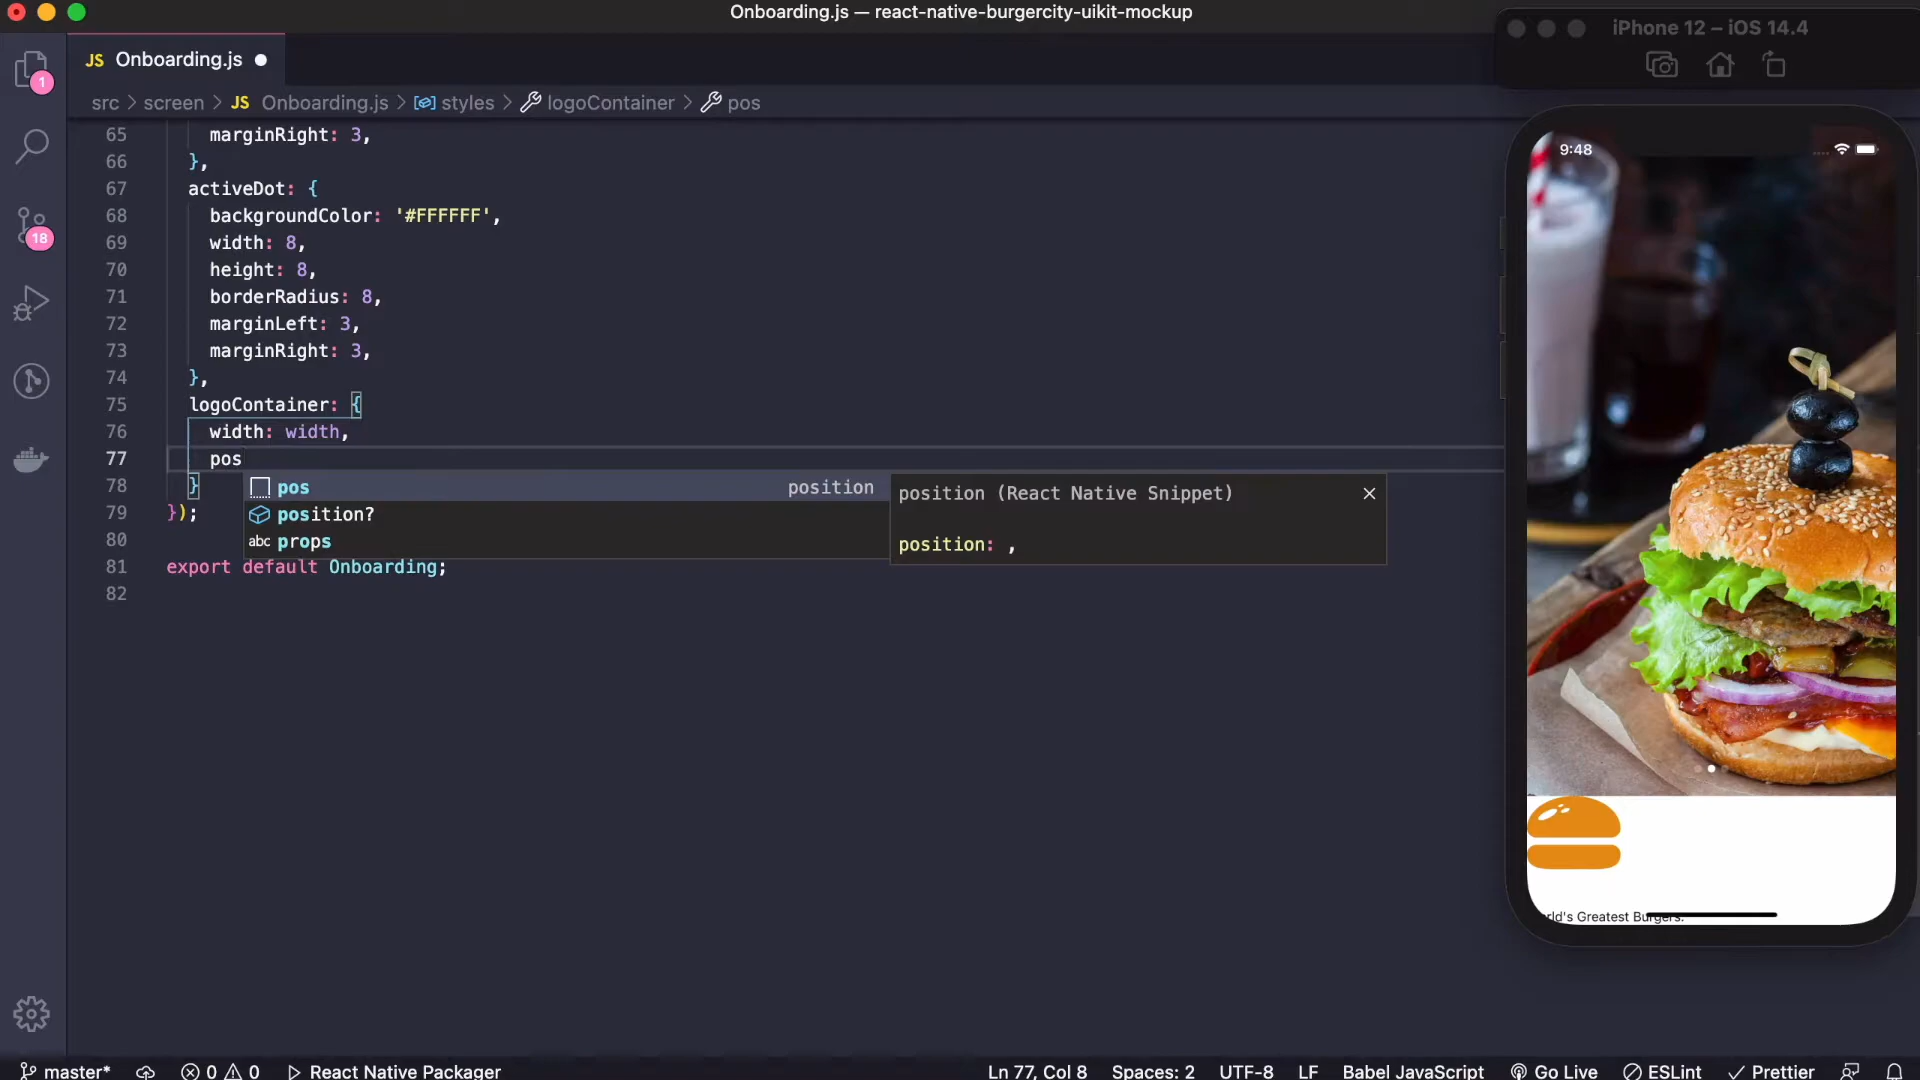 Onboarding.js — react-native-burgercity-uikit-mockup
JS Onboarding.js
src > screen > JS Onboarding.js > styles > logoContainer > pos
65 marginRight: 3,
66 },
67 activeDot: {
68 backgroundColor: '#FFFFFF',
69 width: 8,
70 height: 8,
71 borderRadius: 8,
72 marginLeft: 3,
73 marginRight: 3,
74 },
75 logoContainer: {
76 width: width,
77 pos
78 }
79 });
80
81 export default Onboarding;
82
pos position
position?
abc props
position (React Native Snippet)
position: ,
1
18
iPhone 12 – iOS 14.4
9:48
rld's Greatest Burgers.
master* 0 0 React Native Packager Ln 77, Col 8 Spaces: 2 UTF-8 LF Babel JavaScript Go Live ESLint Prettier